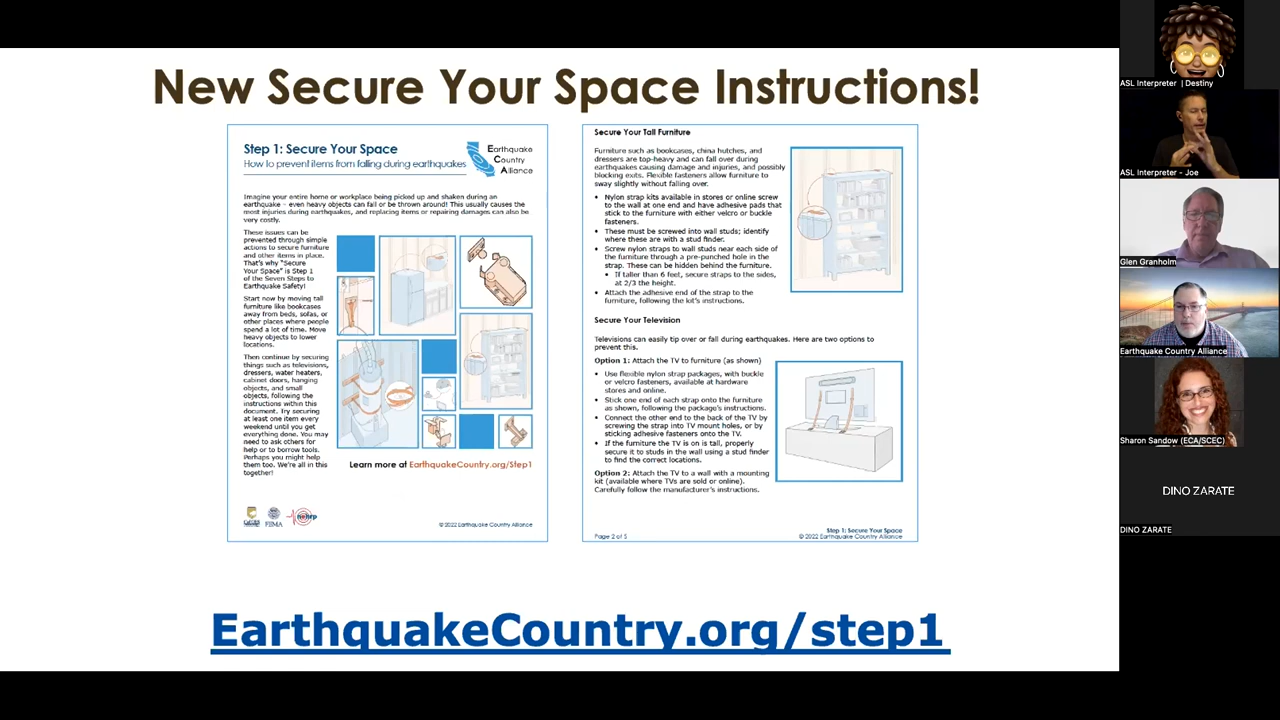 New Secure Your Space Instructions!
Step 1: Secure Your Space
How to prevent items from falling during earthquakes
Earthquake
Country
Alliance
Imagine your entire home or workplace being picked up and shaken during an
earthquake – even heavy objects can fall or be thrown around! This usually causes the
most injuries during earthquakes, and replacing items or repairing damages can also be
very costly.
These issues can be
prevented through simple
actions to secure furniture
and other items in place.
That's why "Secure
Your Space" is Step 1
of the Seven Steps to
Earthquake Safety!
Start now by moving tall
furniture like bookcases
away from beds, sofas, or
other places where people
spend a lot of time. Move
heavy objects to lower
locations.
Then continue by securing
things such as televisions,
dressers, water heaters,
cabinet doors, hanging
objects, and small
objects, following the
instructions within this
document. Try securing
at least one item every
weekend until you get
everything done. You may
need to ask others for
help or to borrow tools.
Perhaps you might help
them too. We're all in this
together!
Learn more at EarthquakeCountry.org/Step1
FEMA
nehrp
© 2022 Earthquake Country Alliance
Secure Your Tall Furniture
Furniture such as bookcases, china hutches, and
dressers are top-heavy and can fall over during
earthquakes causing damage and injuries, and possibly
blocking exits. Flexible fasteners allow furniture to
sway slightly without falling over.
• Nylon strap kits available in stores or online screw
to the wall at one end and have adhesive pads that
stick to the furniture with either velcro or buckle
fasteners.
• These must be screwed into wall studs; identify
where these are with a stud finder.
• Screw nylon straps to wall studs near each side of
the furniture through a pre-punched hole in the
strap. These can be hidden behind the furniture.
▪ If taller than 6 feet, secure straps to the sides,
at 2/3 the height.
• Attach the adhesive end of the strap to the
furniture, following the kit's instructions.
Secure Your Television
Televisions can easily tip over or fall during earthquakes. Here are two options to
prevent this.
Option 1: Attach the TV to furniture (as shown)
• Use flexible nylon strap packages, with buckle
or velcro fasteners, available at hardware
stores and online.
• Stick one end of each strap onto the furniture
as shown, following the package's instructions.
• Connect the other end to the back of the TV by
screwing the strap into TV mount holes, or by
sticking adhesive fasteners onto the TV.
• If the furniture the TV is on is tall, properly
secure it to studs in the wall using a stud finder
to find the correct locations.
Option 2: Attach the TV to a wall with a mounting
kit (available where TVs are sold or online).
Carefully follow the manufacturer's instructions.
Page 2 of 5
Step 1: Secure Your Space
© 2022 Earthquake Country Alliance
EarthquakeCountry.org/step1
ASL Interpreter | Destiny
ASL Interpreter - Joe
Glen Granholm
Earthquake Country Alliance
Sharon Sandow (ECA/SCEC)
DINO ZARATE
DINO ZARATE